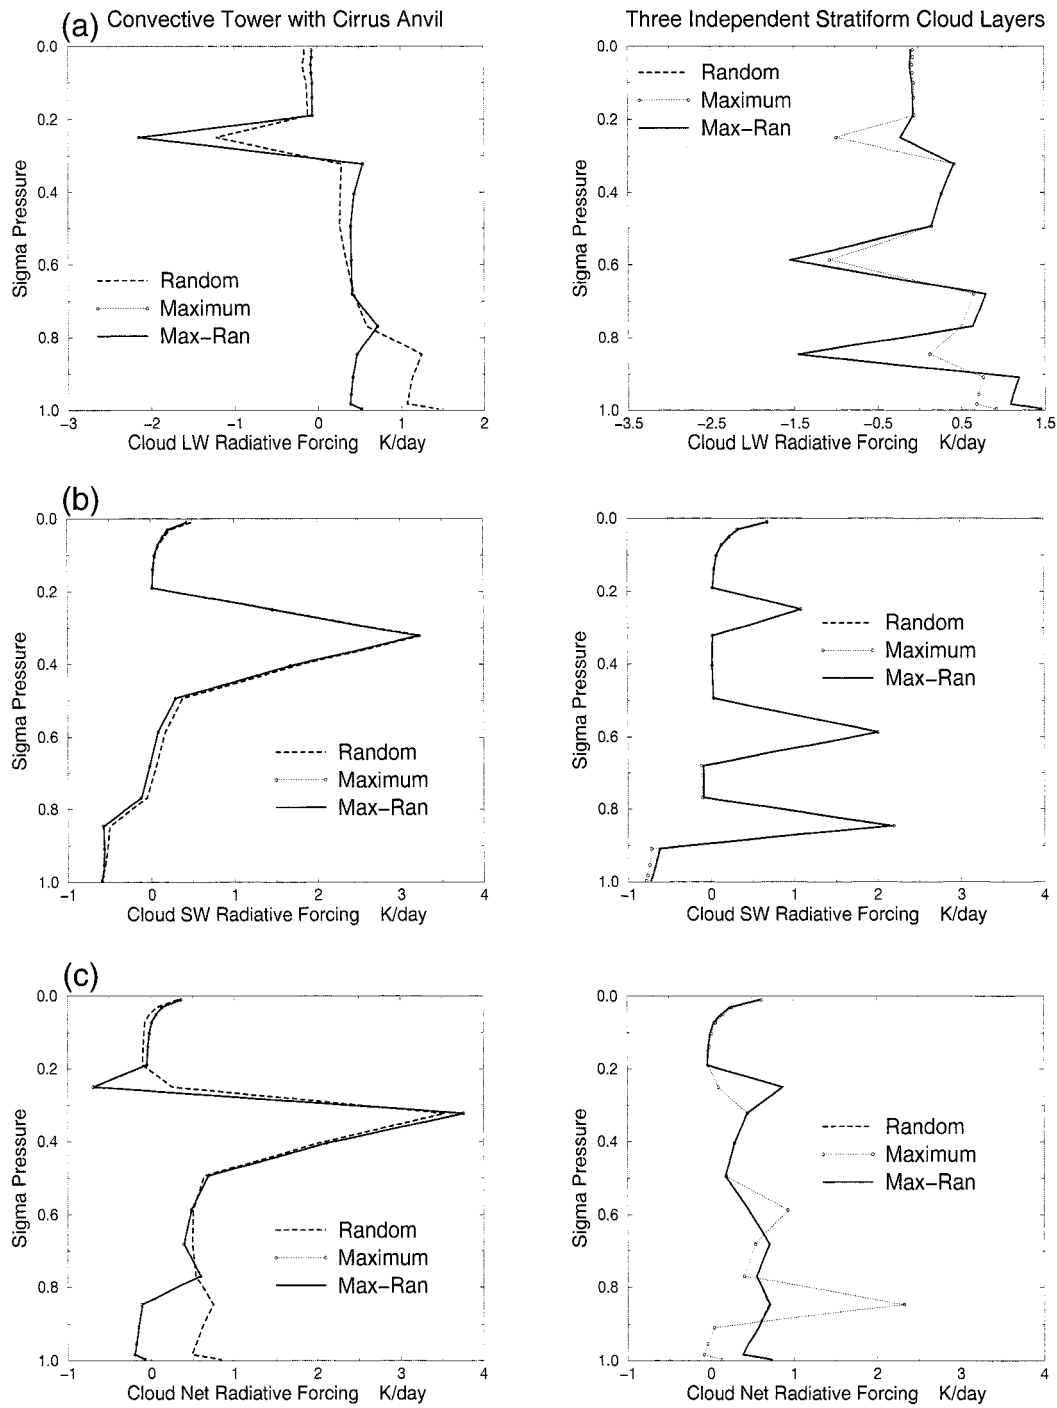 (a) Convective Tower with Cirrus Anvil
0.0
0.2
0.4
0.6
0.8
1.0
Sigma Pressure
Random
Maximum
Max-Ran
-3 -2 -1 0 1 2
Cloud LW Radiative Forcing K/day
Three Independent Stratiform Cloud Layers
0.0
0.2
0.4
0.6
0.8
1.0
Sigma Pressure
Random
Maximum
Max-Ran
-3.5 -2.5 -1.5 -0.5 0.5 1.5
Cloud LW Radiative Forcing K/day
(b)
0.0
0.2
0.4
0.6
0.8
1.0
Sigma Pressure
Random
Maximum
Max-Ran
-1 0 1 2 3 4
Cloud SW Radiative Forcing K/day
0.0
0.2
0.4
0.6
0.8
1.0
Sigma Pressure
Random
Maximum
Max-Ran
-1 0 1 2 3 4
Cloud SW Radiative Forcing K/day
(c)
0.0
0.2
0.4
0.6
0.8
1.0
Sigma Pressure
Random
Maximum
Max-Ran
-1 0 1 2 3 4
Cloud Net Radiative Forcing K/day
0.0
0.2
0.4
0.6
0.8
1.0
Sigma Pressure
Random
Maximum
Max-Ran
-1 0 1 2 3 4
Cloud Net Radiative Forcing K/day